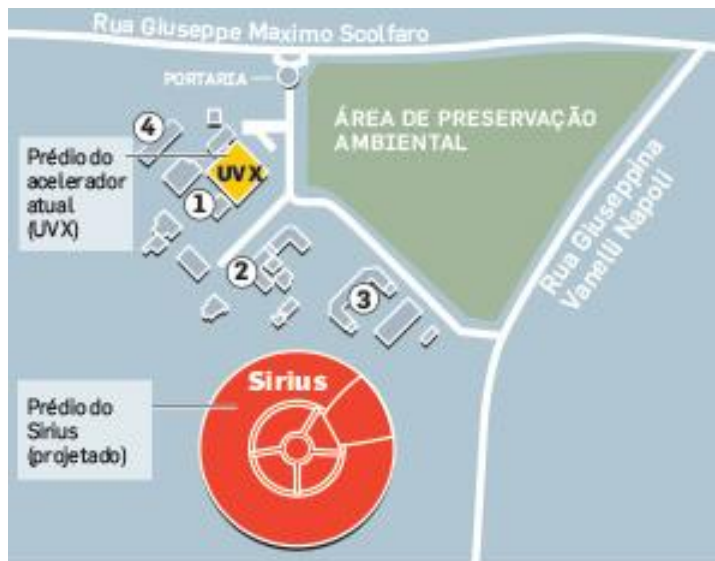 Rua Giuseppe Maximo Scolfaro
PORTARIA
ÁREA DE PRESERVAÇÃO
AMBIENTAL
4
Prédio do
acelerador
atual
(UVX)
UVX
1
2
3
Rua Giuseppina
Vanelli Napoli
Sirius
Prédio do
Sirius
(projetado)